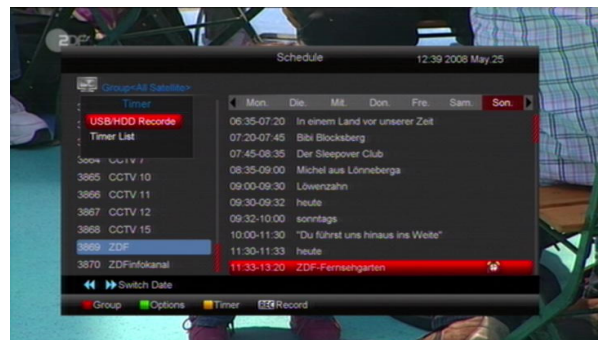 ZDF
Schedule
12:39 2008 May.25
Group<All Satellite>
Timer
USB/HDD Recorde
Timer List
Mon. Die. Mit. Don. Fre. Sam. Son.
06:35-07:20 In einem Land vor unserer Zeit
07:20-07:45 Bibi Blocksberg
07:45-08:35 Der Sleepover Club
08:35-09:00 Michel aus Lönneberga
09:00-09:30 Löwenzahn
09:30-09:32 heute
09:32-10:00 sonntags
10:00-11:30 "Du führst uns hinaus ins Weite"
11:30-11:33 heute
11:33-13:20 ZDF-Fernsehgarten
3864 CCTV 7
3865 CCTV 10
3866 CCTV 11
3867 CCTV 12
3868 CCTV 15
3869 ZDF
3870 ZDFinfokanal
Switch Date
Group Options Timer REC Record